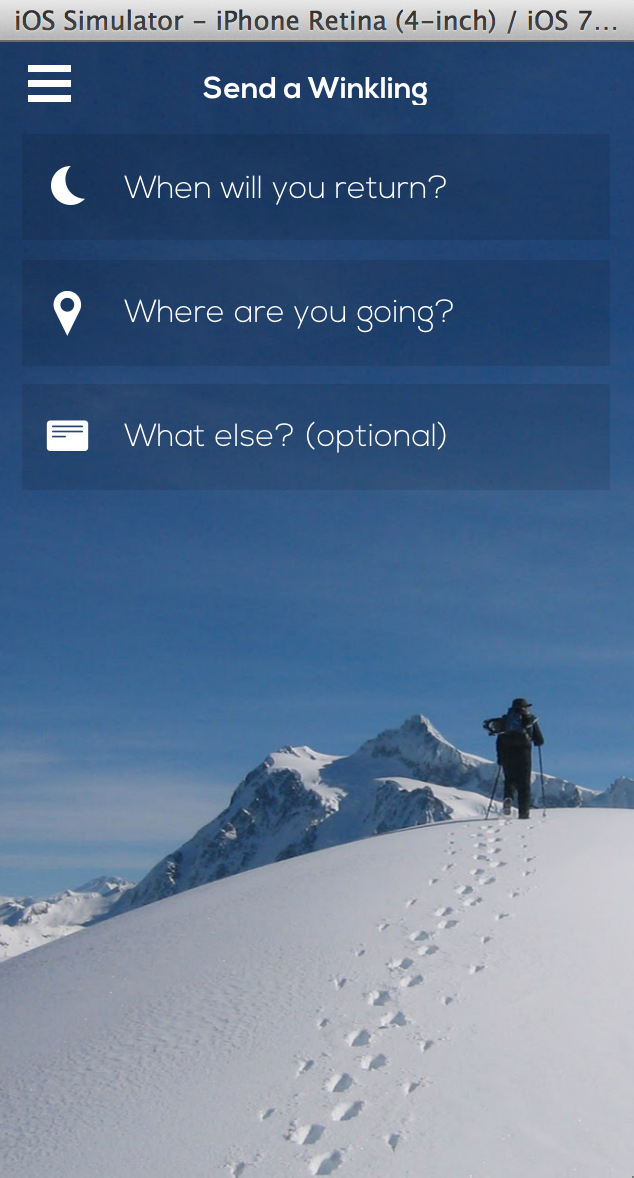 iOS Simulator – iPhone Retina (4-inch) / iOS 7...
Send a Winkling
When will you return?
Where are you going?
What else? (optional)